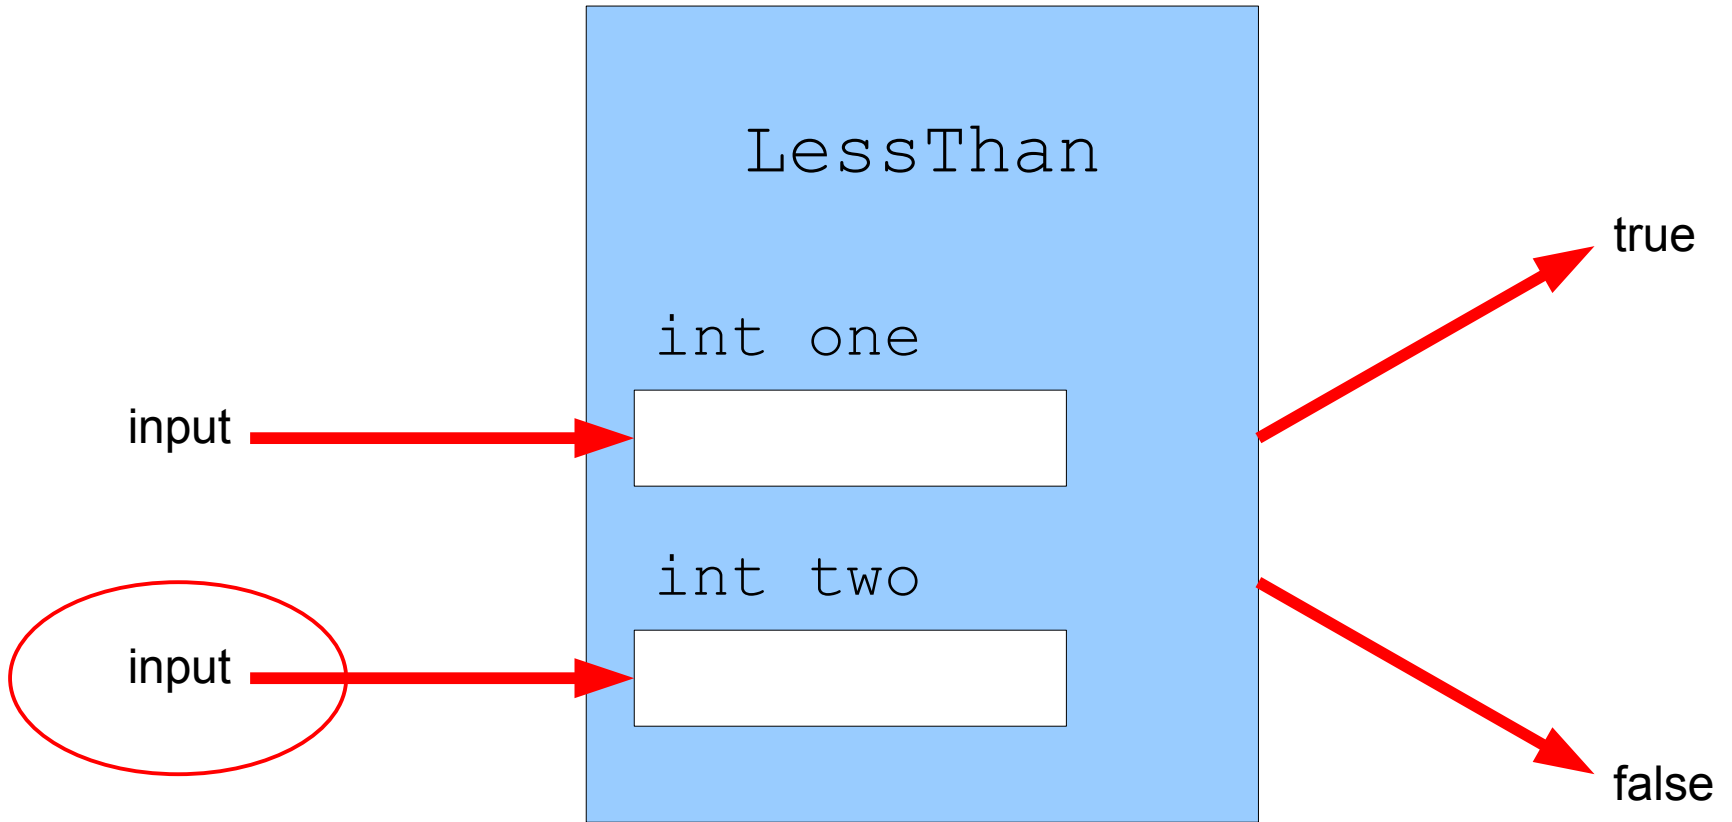 LessThan
true
int one
input
int two
input
false